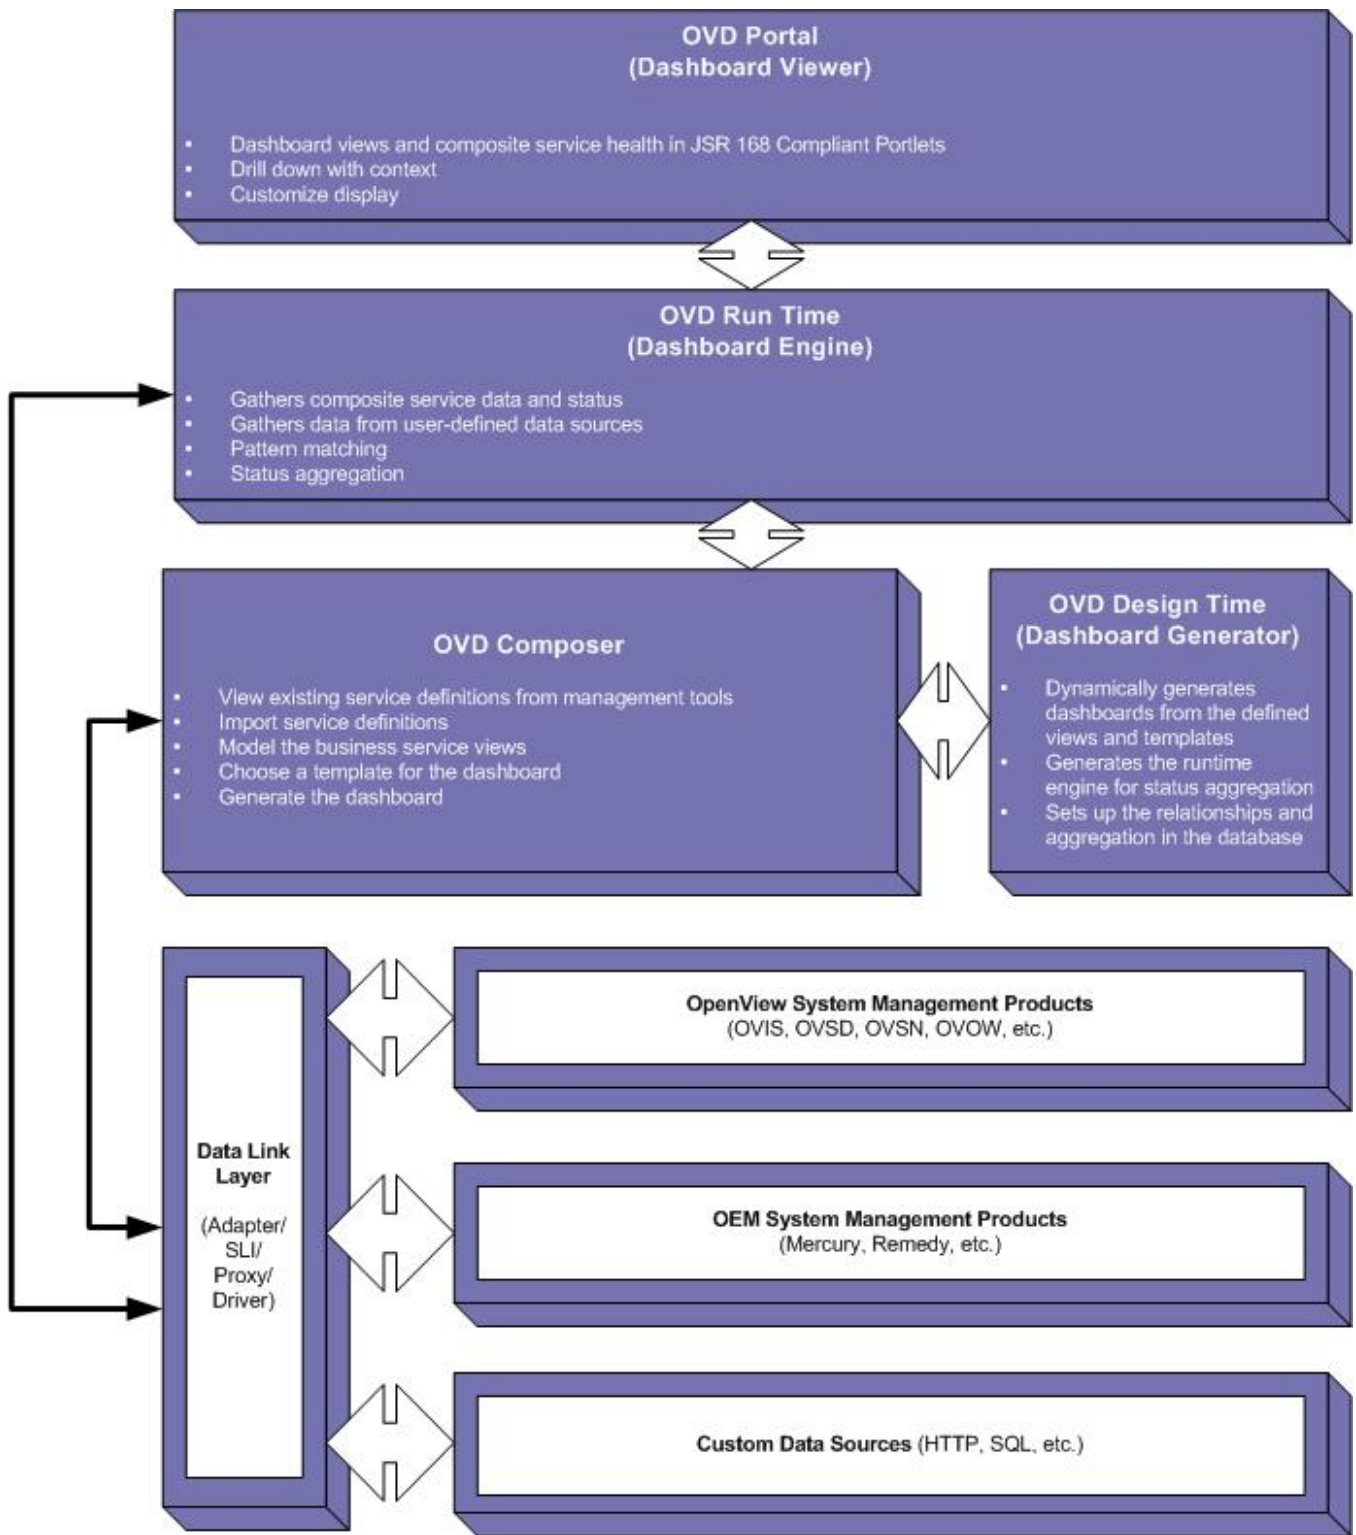 OVD Portal
(Dashboard Viewer)
• Dashboard views and composite service health in JSR 168 Compliant Portlets
• Drill down with context
• Customize display
OVD Run Time
(Dashboard Engine)
• Gathers composite service data and status
• Gathers data from user-defined data sources
• Pattern matching
• Status aggregation
OVD Composer
• View existing service definitions from management tools
• Import service definitions
• Model the business service views
• Choose a template for the dashboard
• Generate the dashboard
OVD Design Time
(Dashboard Generator)
• Dynamically generates
dashboards from the defined
views and templates
• Generates the runtime
engine for status aggregation
• Sets up the relationships and
aggregation in the database
Data Link
Layer
(Adapter/
SLI/
Proxy/
Driver)
OpenView System Management Products
(OVIS, OVSD, OVSN, OVOW, etc.)
OEM System Management Products
(Mercury, Remedy, etc.)
Custom Data Sources (HTTP, SQL, etc.)